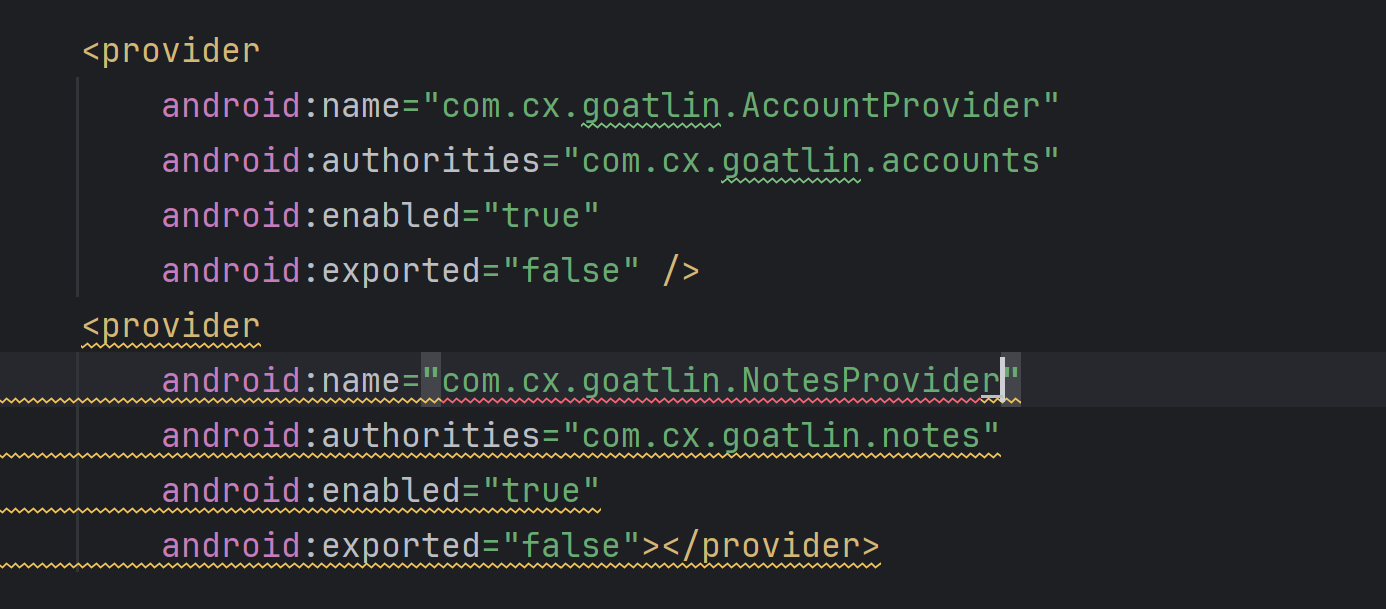 <provider
android:name="com.cx.goatlin.AccountProvider"
android:authorities="com.cx.goatlin.accounts"
android:enabled="true"
android:exported="false" />
<provider
android:name="com.cx.goatlin.NotesProvider"
android:authorities="com.cx.goatlin.notes"
android:enabled="true"
android:exported="false"></provider>